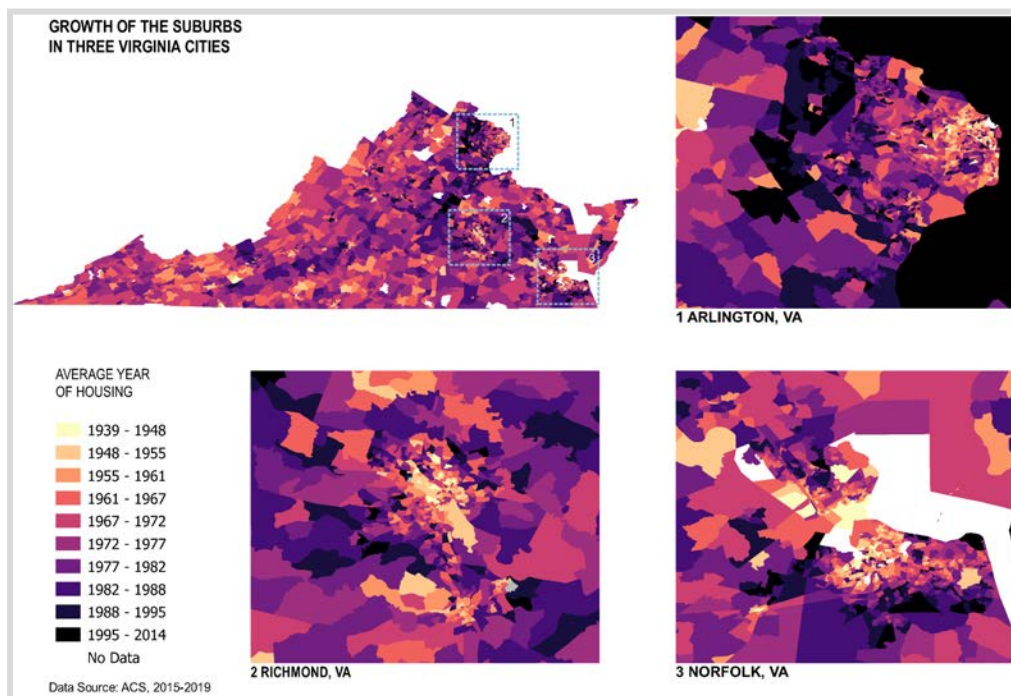 GROWTH OF THE SUBURBS
IN THREE VIRGINIA CITIES
1
2
3
1 ARLINGTON, VA
AVERAGE YEAR
OF HOUSING
1939 - 1948
1948 - 1955
1955 - 1961
1961 - 1967
1967 - 1972
1972 - 1977
1977 - 1982
1982 - 1988
1988 - 1995
1995 - 2014
No Data
Data Source: ACS, 2015-2019
2 RICHMOND, VA
3 NORFOLK, VA